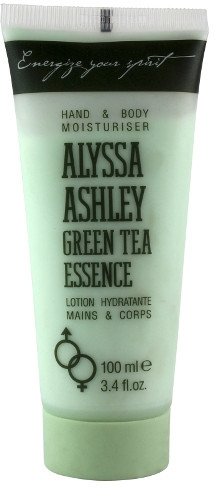 Energize your spirit
HAND & BODY
MOISTURISER
ALYSSA
ASHLEY
GREEN TEA
ESSENCE
LOTION HYDRATANTE
MAINS & CORPS
100 ml e
3.4 fl.oz.